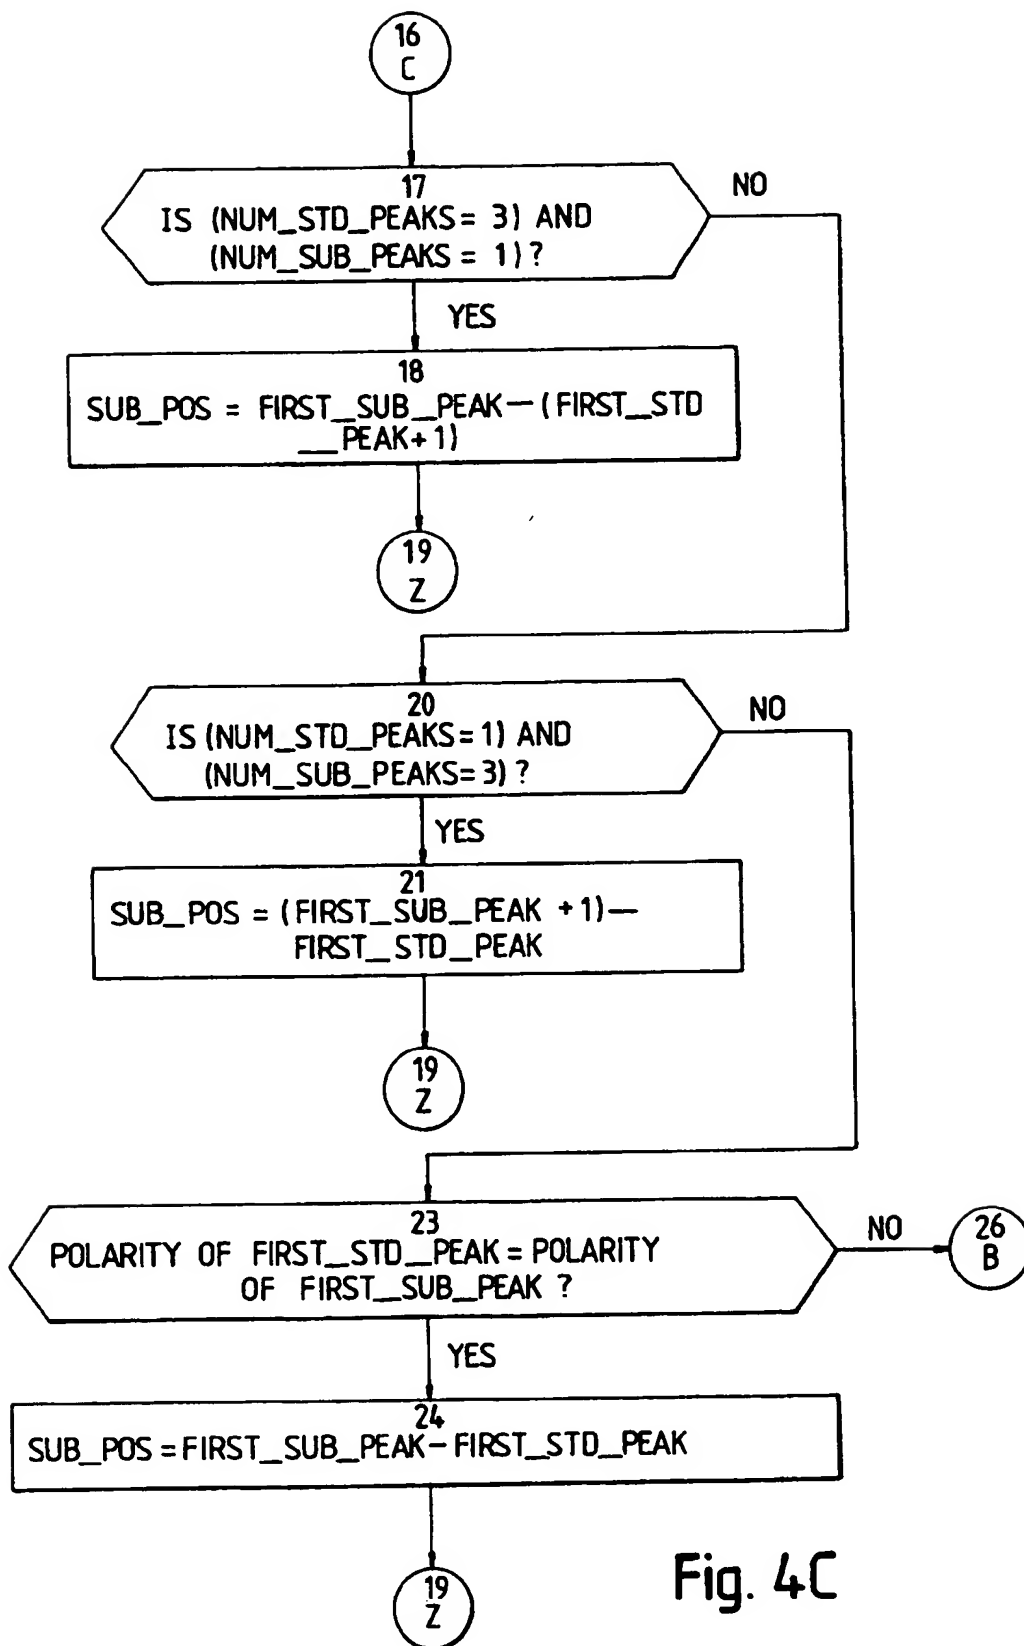 16
C
17
NO
IS (NUM_STD_PEAKS= 3) AND
(NUM_SUB_PEAKS = 1)?
YES
18
SUB_POS = FIRST_SUB_PEAK—(FIRST_STD
__PEAK+1)
19
Z
20
NO
IS (NUM_STD_PEAKS=1) AND
(NUM_SUB_PEAKS=3)?
YES
21
SUB_POS = (FIRST_SUB_PEAK +1)—
FIRST_STD_PEAK
19
Z
23
NO
26
B
POLARITY OF FIRST_STD_PEAK = POLARITY
OF FIRST_SUB_PEAK ?
YES
24
SUB_POS = FIRST_SUB_PEAK—FIRST_STD_PEAK
19
Z
Fig. 4C